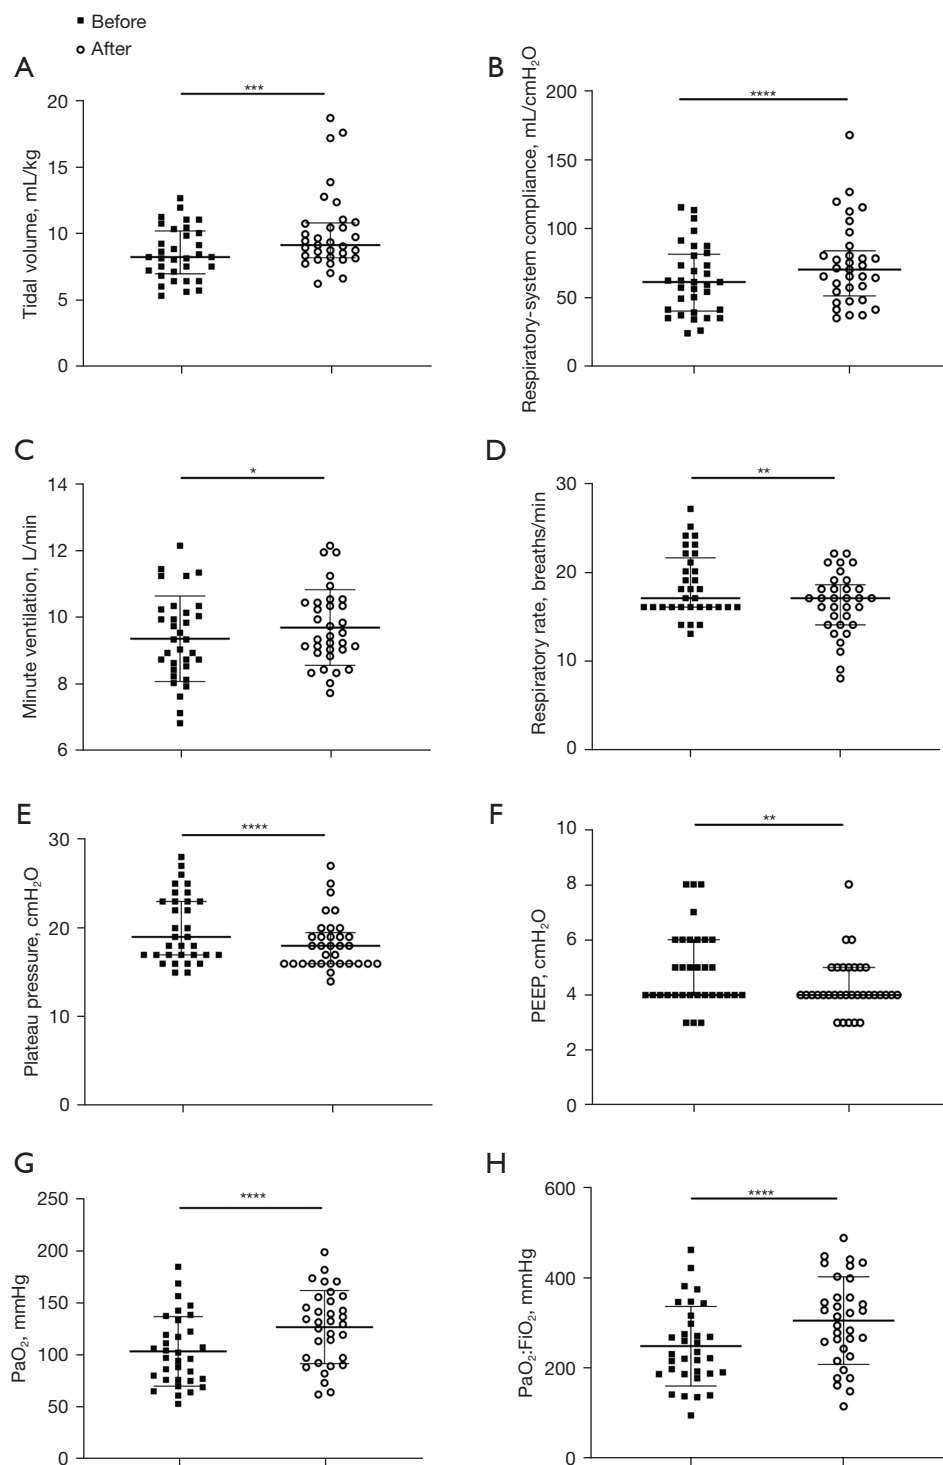 ■ Before
○ After
A
Tidal volume, mL/kg
20
15
10
5
0
***
B
Respiratory-system compliance, mL/cmH₂O
200
150
100
50
0
****
C
Minute ventilation, L/min
14
12
10
8
6
*
D
Respiratory rate, breaths/min
30
20
10
0
**
E
Plateau pressure, cmH₂O
30
20
10
0
****
F
PEEP, cmH₂O
10
8
6
4
2
0
**
G
PaO₂, mmHg
250
200
150
100
50
0
****
H
PaO₂:FiO₂, mmHg
600
400
200
0
****